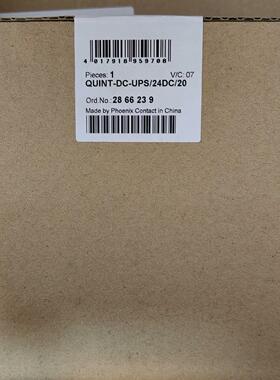 4 017918 959708
Pieces: 1 V/C: 07
QUINT-DC-UPS/24DC/20
Ord.No.: 28 66 23 9
Made by Phoenix Contact in China